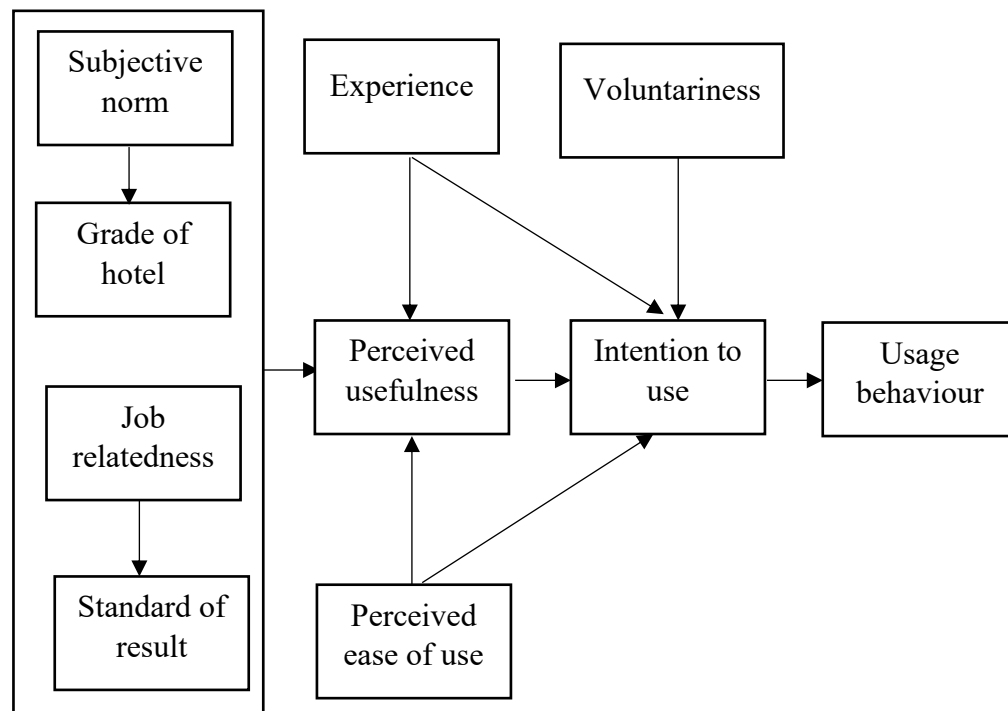 Subjective
norm
Experience
Voluntariness
Grade of
hotel
Perceived
usefulness
Intention to
use
Usage
behaviour
Job
relatedness
Standard of
result
Perceived
ease of use